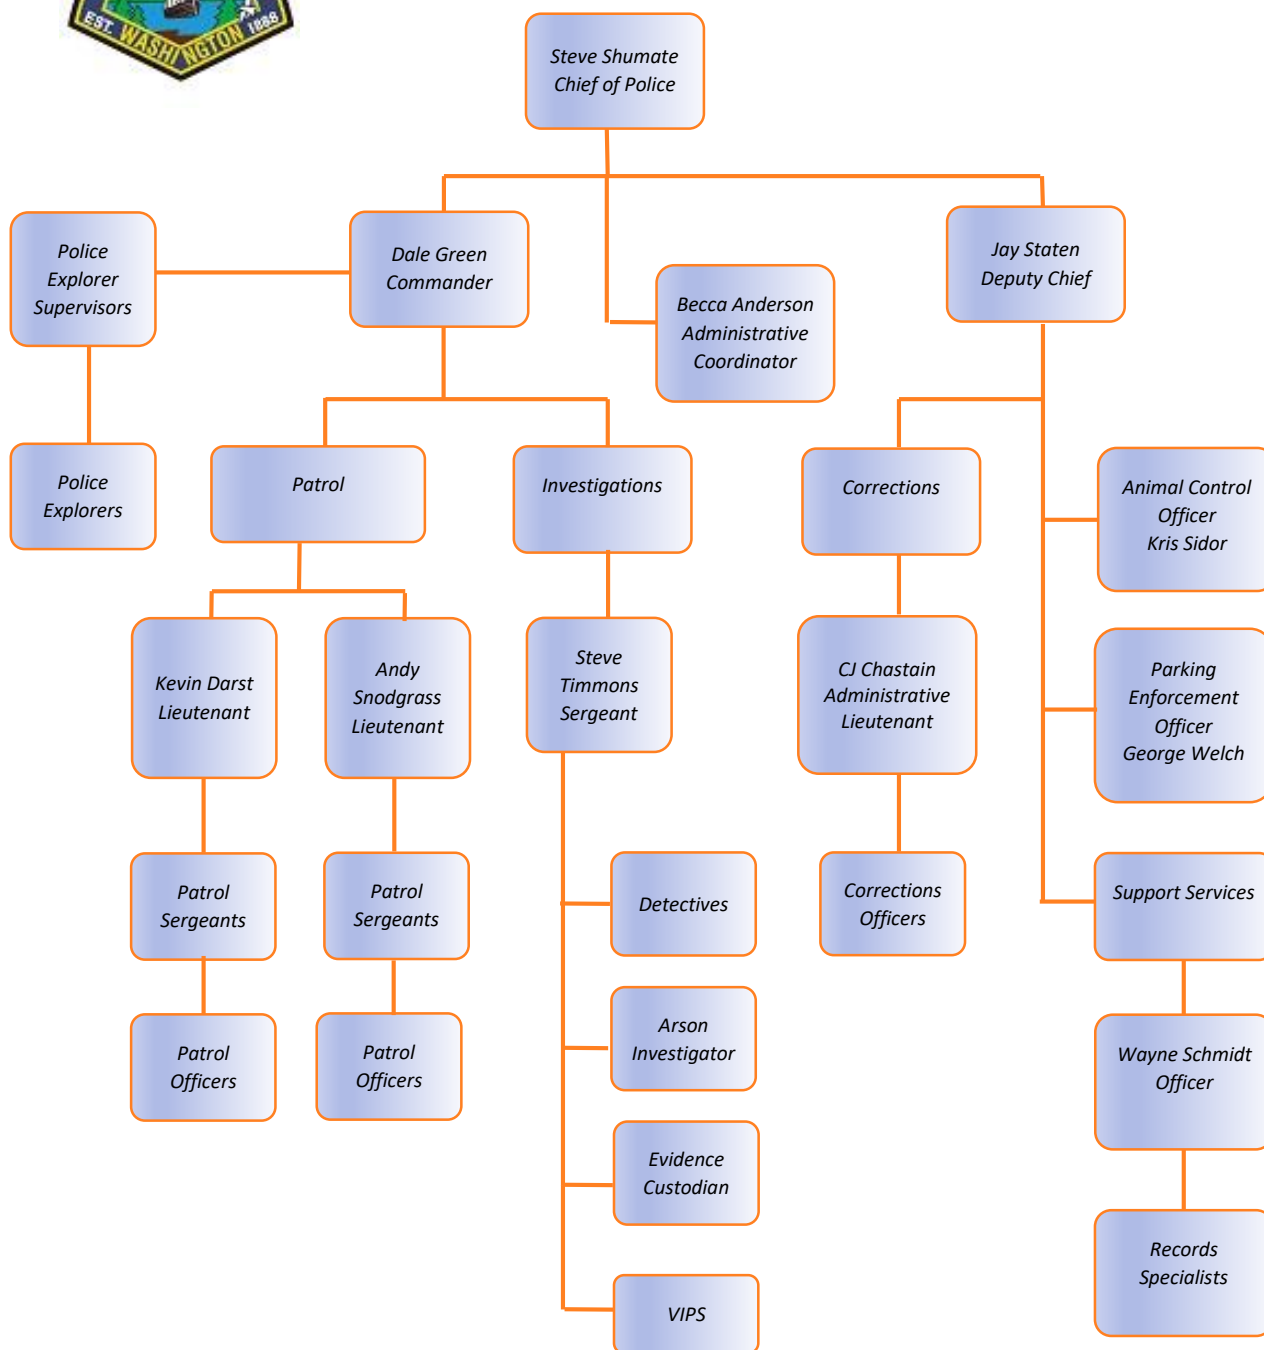 EST. WASHINGTON 1888
Steve Shumate
Chief of Police
Police
Explorer
Supervisors
Dale Green
Commander
Becca Anderson
Administrative
Coordinator
Jay Staten
Deputy Chief
Police
Explorers
Patrol
Investigations
Corrections
Animal Control
Officer
Kris Sidor
Kevin Darst
Lieutenant
Andy
Snodgrass
Lieutenant
Steve
Timmons
Sergeant
CJ Chastain
Administrative
Lieutenant
Parking
Enforcement
Officer
George Welch
Patrol
Sergeants
Patrol
Sergeants
Detectives
Corrections
Officers
Support Services
Patrol
Officers
Patrol
Officers
Arson
Investigator
Wayne Schmidt
Officer
Evidence
Custodian
Records
Specialists
VIPS